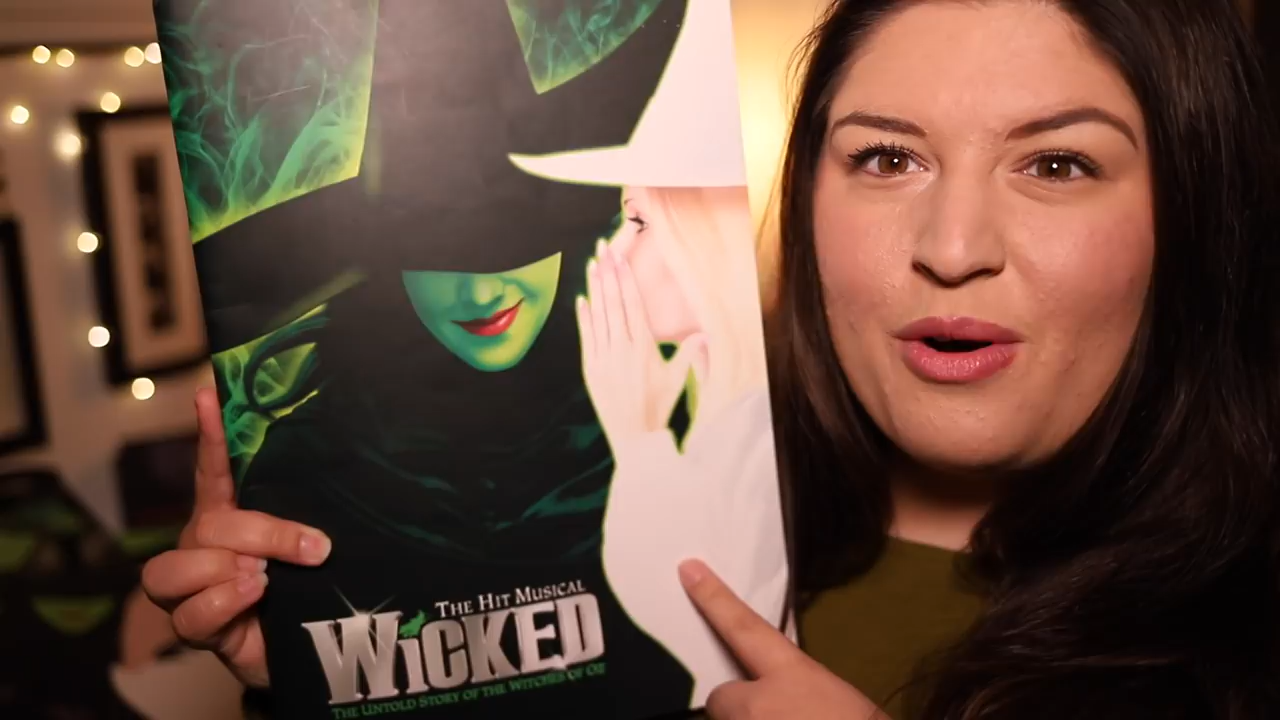 THE HIT MUSICAL
WICKED
THE UNTOLD STORY OF THE WITCHES OF OZ